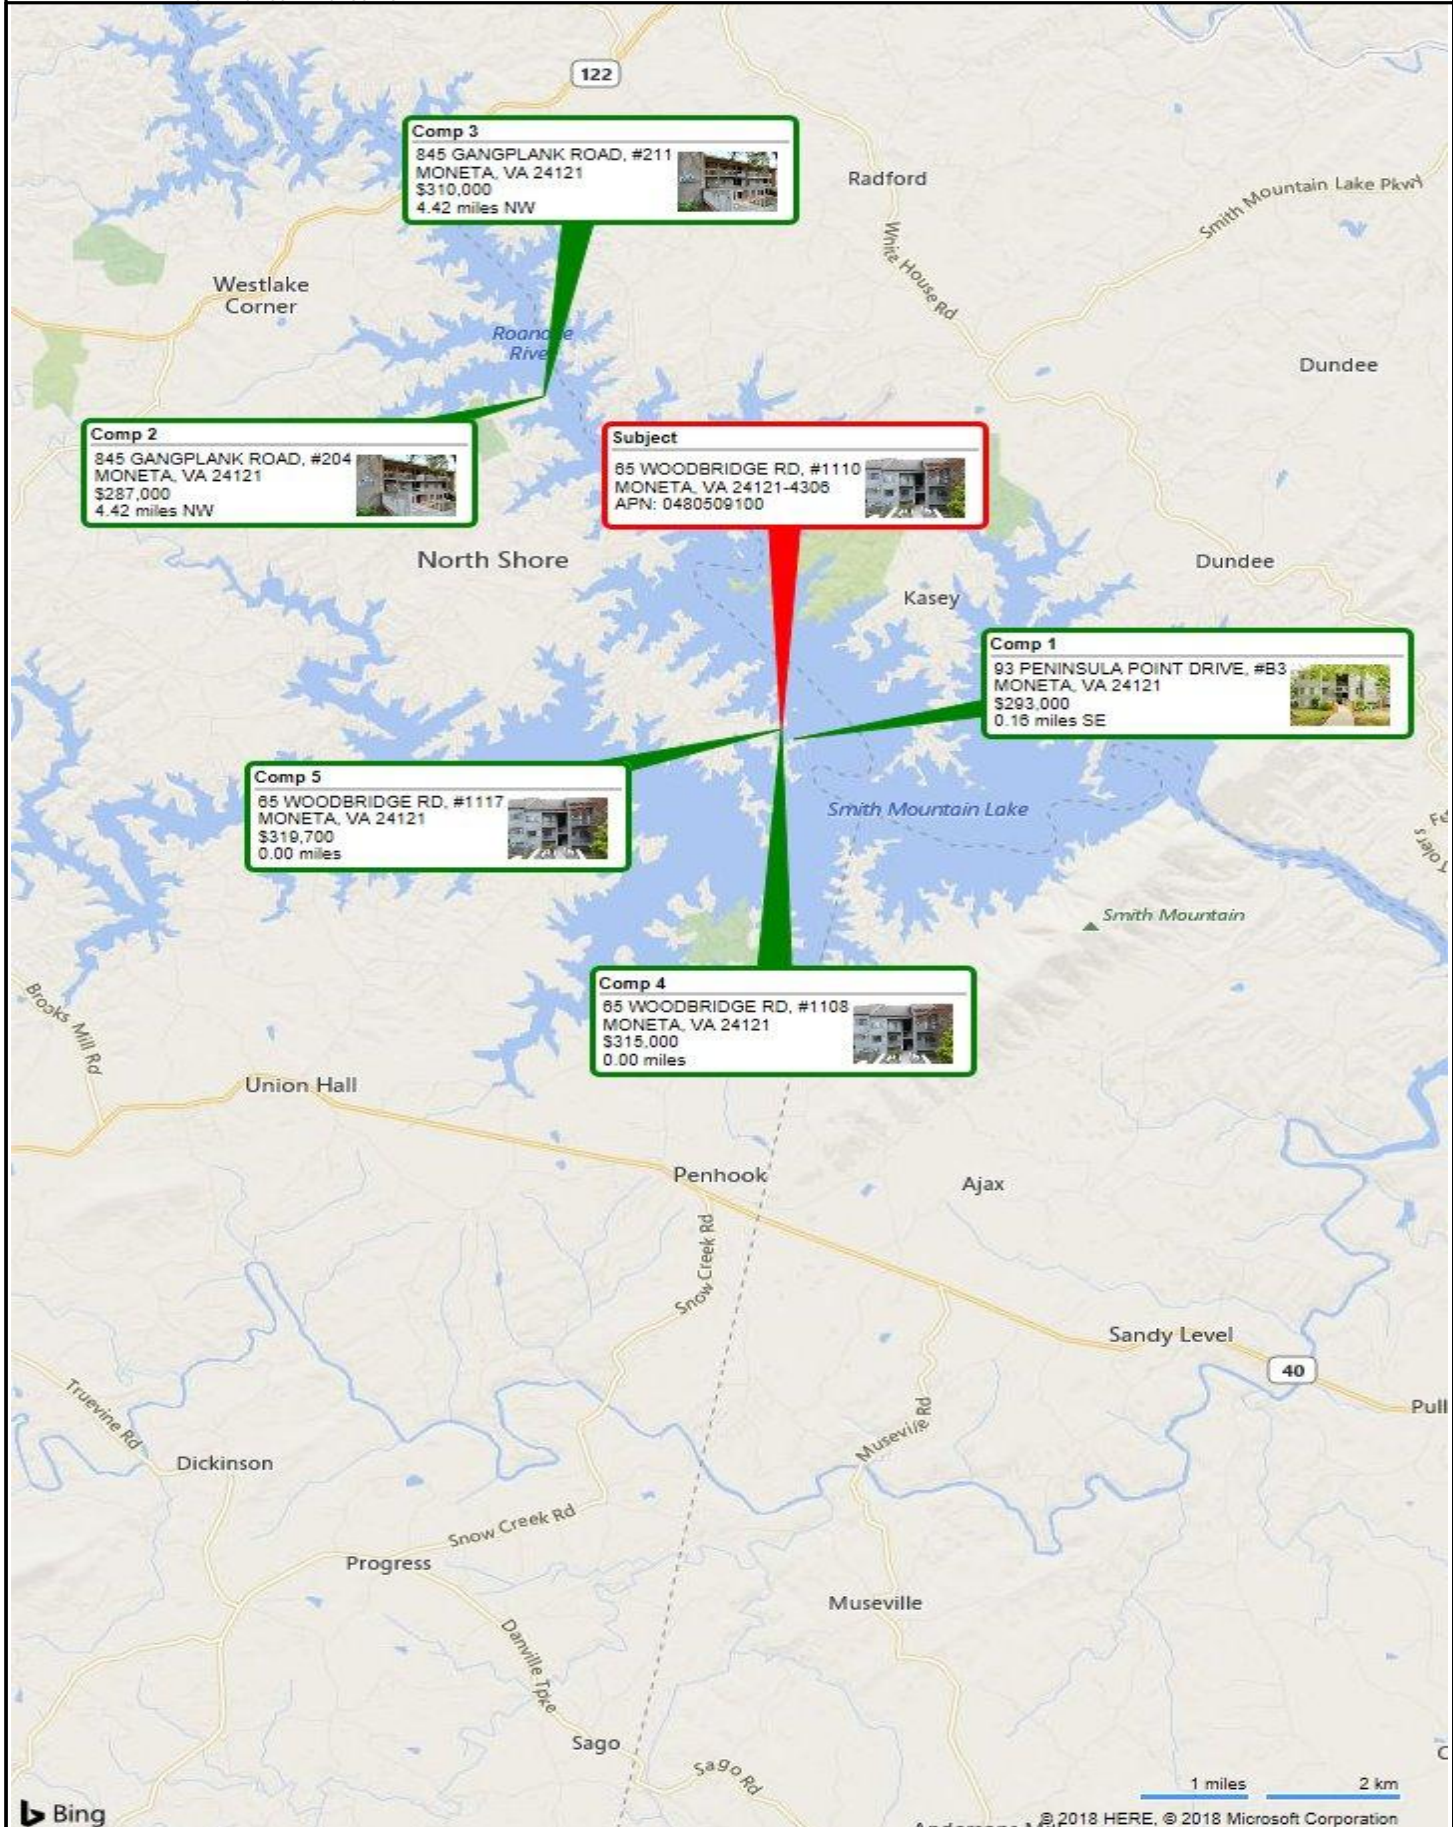 122
Comp 3
845 GANGPLANK ROAD, #211
MONETA, VA 24121
$310,000
4.42 miles NW
Radford
Smith Mountain Lake Pkwy
White House Rd
Westlake
Corner
Roanoke
River
Dundee
Comp 2
845 GANGPLANK ROAD, #204
MONETA, VA 24121
$287,000
4.42 miles NW
Subject
65 WOODBRIDGE RD, #1110
MONETA, VA 24121-4306
APN: 0480509100
North Shore
Dundee
Kasey
Comp 1
93 PENINSULA POINT DRIVE, #B3
MONETA, VA 24121
$293,000
0.16 miles SE
Comp 5
65 WOODBRIDGE RD, #1117
MONETA, VA 24121
$319,700
0.00 miles
Smith Mountain Lake
Tolers
Smith Mountain
Comp 4
65 WOODBRIDGE RD, #1108
MONETA, VA 24121
$315,000
0.00 miles
Brooks Mill Rd
Union Hall
Penhook
Ajax
Snow Creek Rd
Sandy Level
40
Truevine Rd
Pull
Museville Rd
Dickinson
Snow Creek Rd
Progress
Museville
Danville Tpke
Sago
Sago Rd
1 miles 2 km
Bing
© 2018 HERE, © 2018 Microsoft Corporation